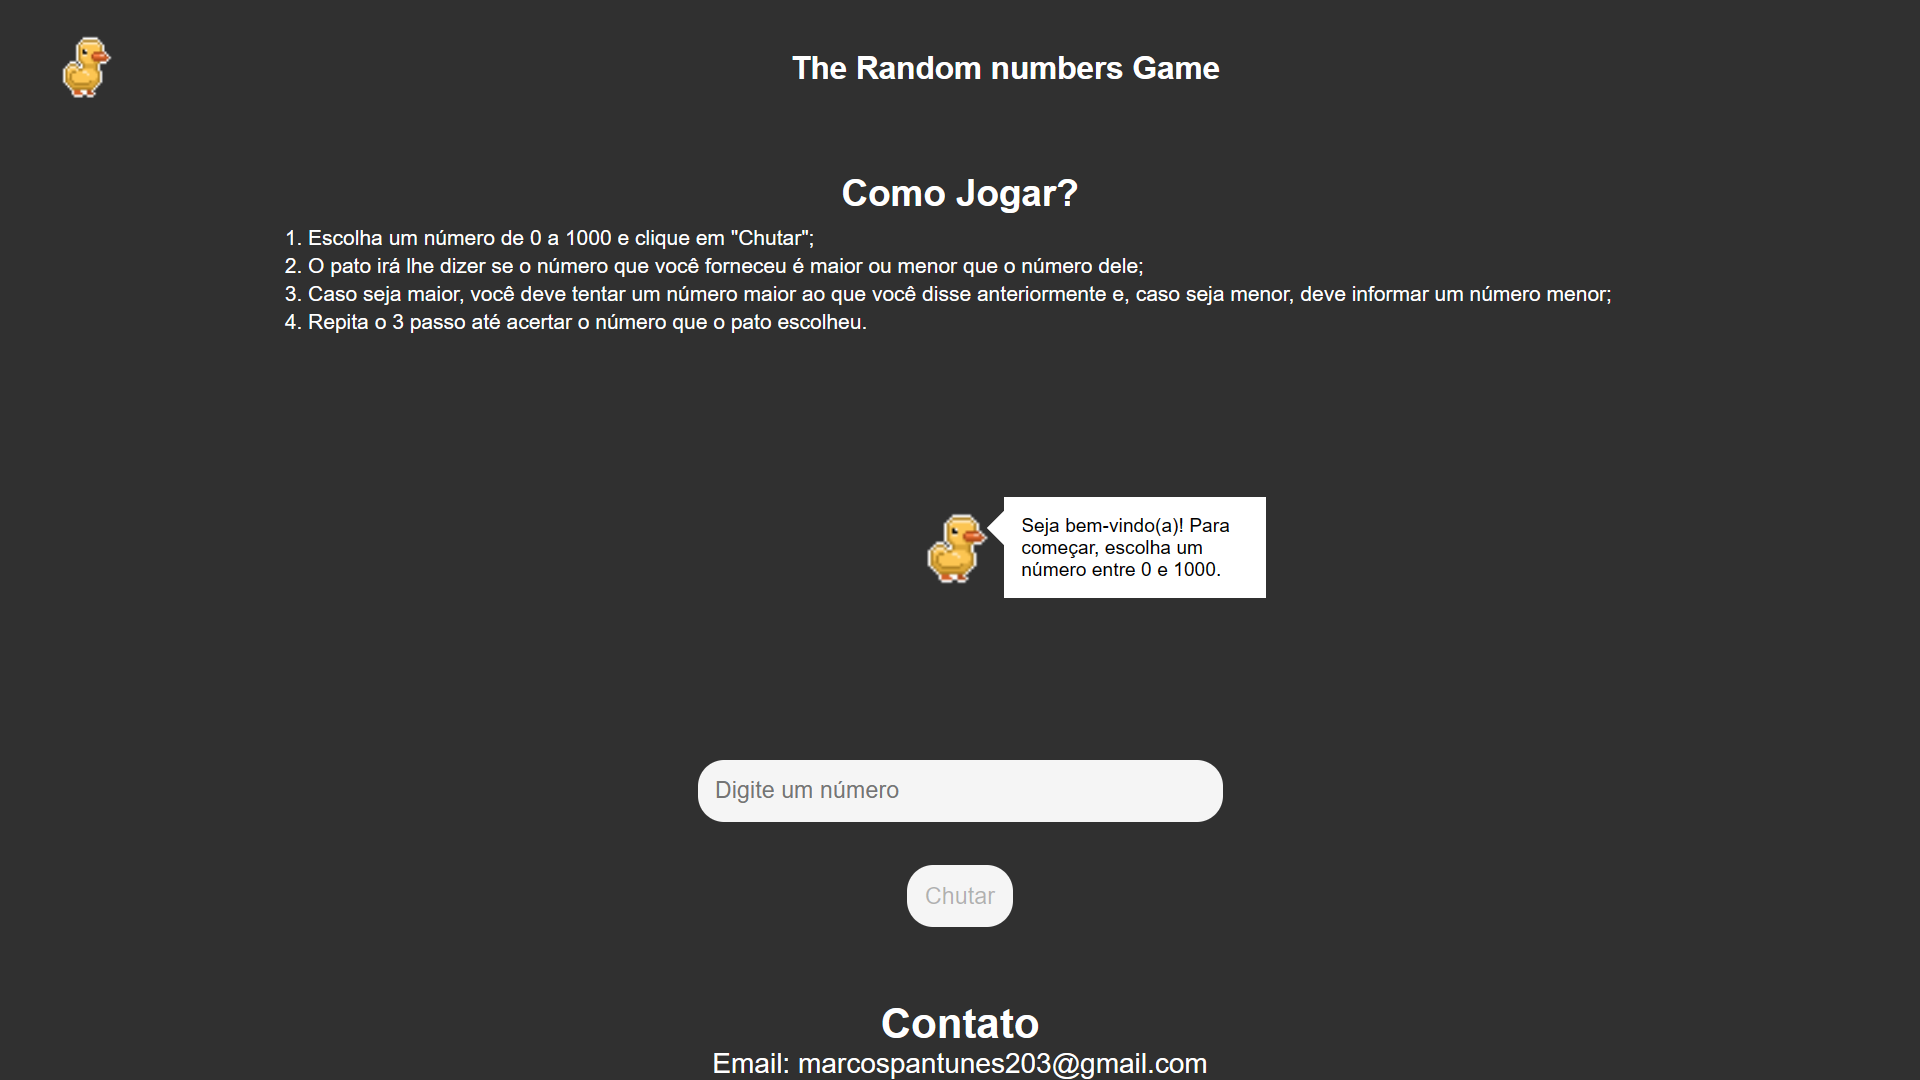 The Random numbers Game
Como Jogar?
1. Escolha um número de 0 a 1000 e clique em "Chutar";
2. O pato irá lhe dizer se o número que você forneceu é maior ou menor que o número dele;
3. Caso seja maior, você deve tentar um número maior ao que você disse anteriormente e, caso seja menor, deve informar um número menor;
4. Repita o 3 passo até acertar o número que o pato escolheu.
Seja bem-vindo(a)! Para
começar, escolha um
número entre 0 e 1000.
Digite um número
Chutar
Contato
Email: marcospantunes203@gmail.com